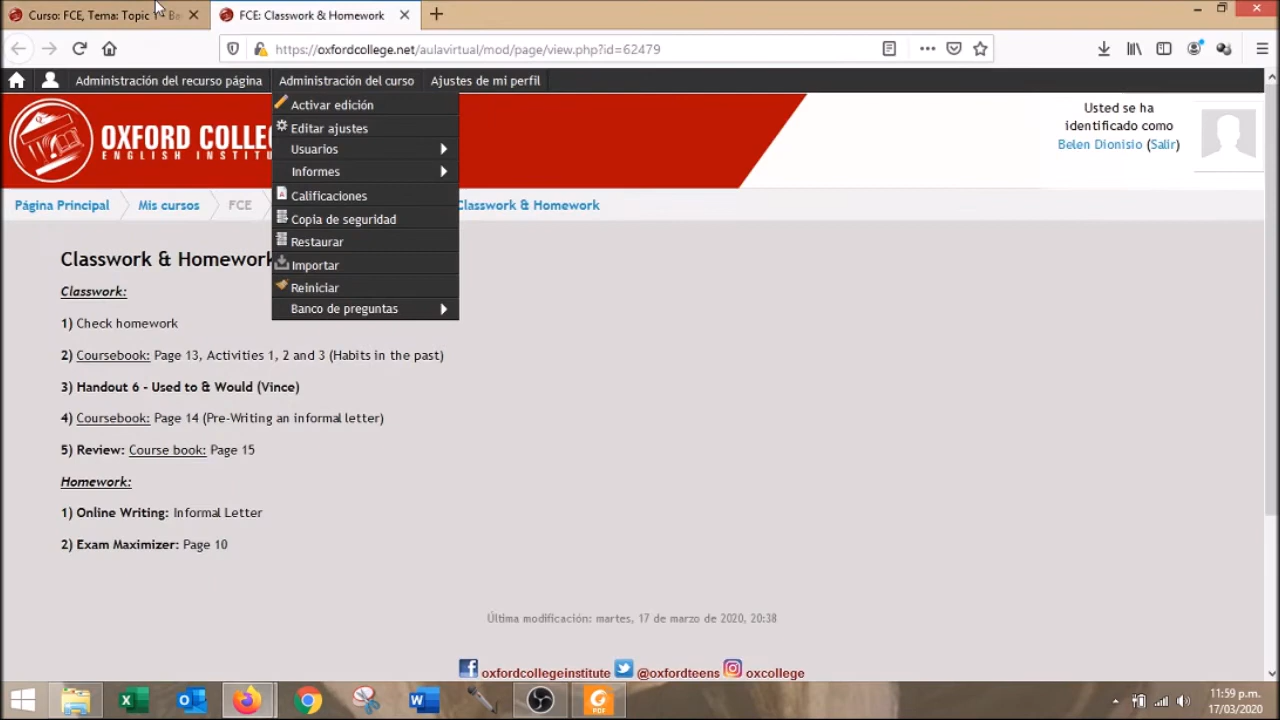 Curso: FCE, Tema: Topic 1
FCE: Classwork & Homework
https://oxfordcollege.net/aulavirtual/mod/page/view.php?id=62479
Administración del recurso página
Administración del curso
Ajustes de mi perfil
Activar edición
Editar ajustes
Usuarios
Informes
Calificaciones
Copia de seguridad
Restaurar
Importar
Reiniciar
Banco de preguntas
OXFORD COLLE
ENGLISH INSTIT
Usted se ha
identificado como
Belen Dionisio (Salir)
Página Principal
Mis cursos
FCE
Classwork & Homework
Classwork & Homework
Classwork:
1) Check homework
2) Coursebook: Page 13, Activities 1, 2 and 3 (Habits in the past)
3) Handout 6 - Used to & Would (Vince)
4) Coursebook: Page 14 (Pre-Writing an informal letter)
5) Review: Course book: Page 15
Homework:
1) Online Writing: Informal Letter
2) Exam Maximizer: Page 10
Última modificación: martes, 17 de marzo de 2020, 20:38
oxfordcollegeinstitute
@oxfordteens
oxcollege
PDF
11:59 p.m.
17/03/2020